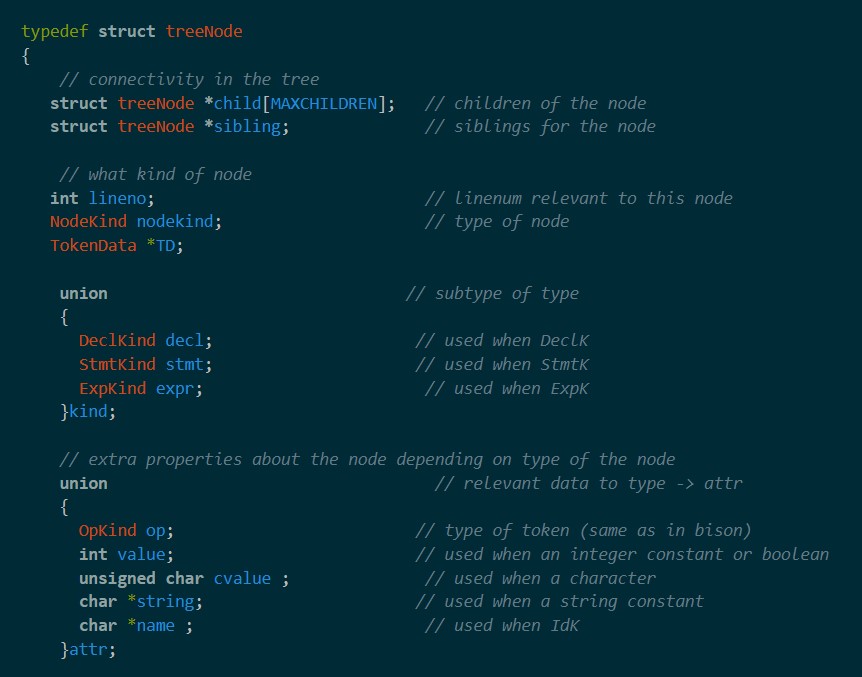 typedef struct treeNode
{
    // connectivity in the tree
   struct treeNode *child[MAXCHILDREN];   // children of the node
   struct treeNode *sibling;              // siblings for the node

    // what kind of node
   int lineno;                            // linenum relevant to this node
   NodeKind nodekind;                     // type of node
   TokenData *TD;

    union                               // subtype of type
    {
      DeclKind decl;                     // used when DeclK
      StmtKind stmt;                     // used when StmtK
      ExpKind expr;                       // used when ExpK
    }kind;

    // extra properties about the node depending on type of the node
    union                                  // relevant data to type -> attr
    {
      OpKind op;                         // type of token (same as in bison)
      int value;                         // used when an integer constant or boolean
      unsigned char cvalue ;              // used when a character
      char *string;                      // used when a string constant
      char *name ;                        // used when IdK
    }attr;